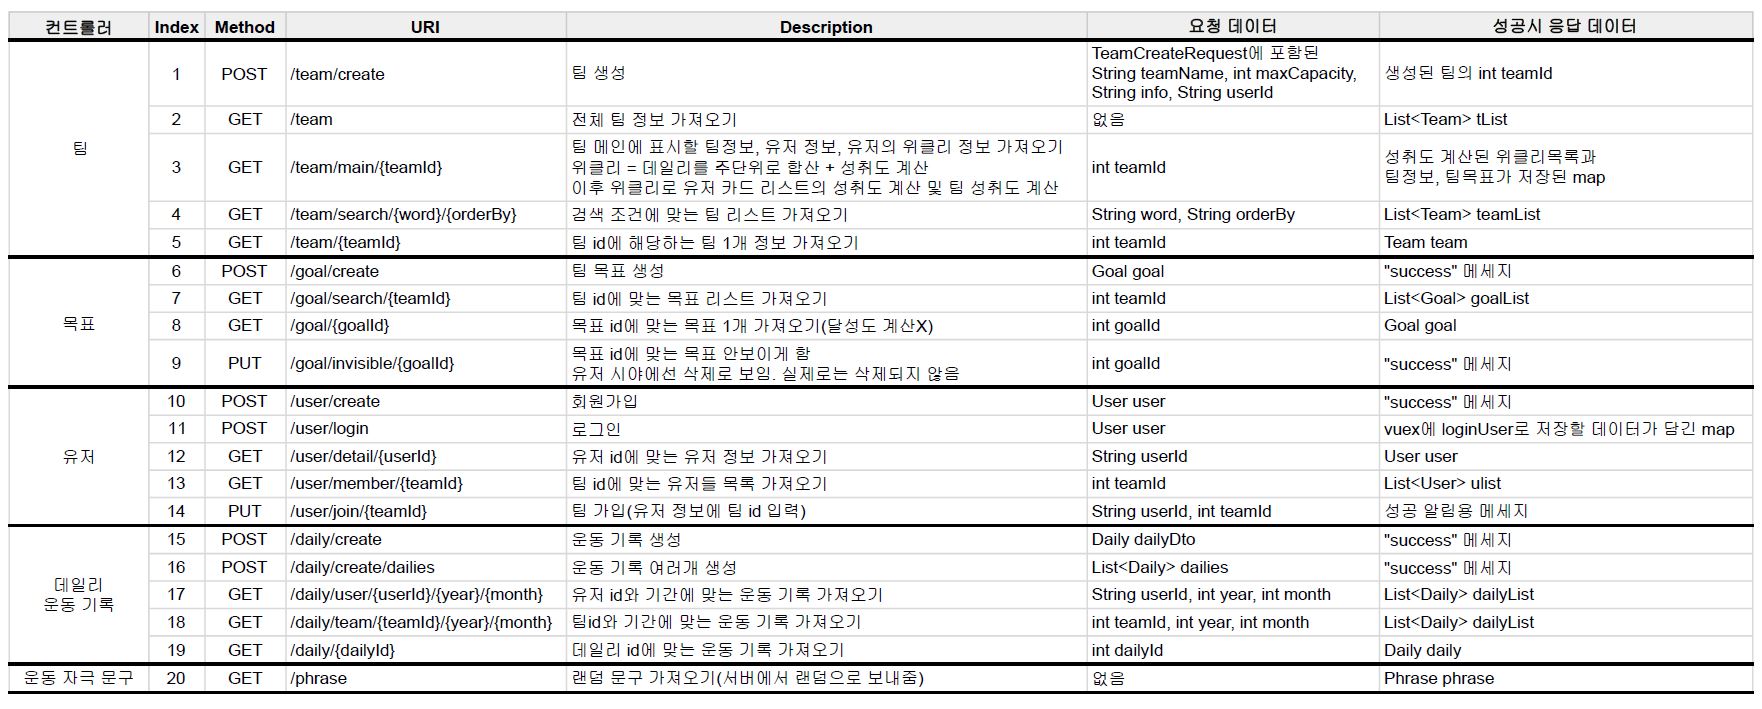 컨트롤러 Index Method URI Description 요청 데이터 성공시 응답 데이터
팀
1 POST /team/create 팀 생성 TeamCreateRequest에 포함된
String teamName, int maxCapacity,
String info, String userId 생성된 팀의 int teamId
2 GET /team 전체 팀 정보 가져오기 없음 List<Team> tList
3 GET /team/main/{teamId} 팀 메인에 표시할 팀정보, 유저 정보, 유저의 위클리 정보 가져오기
위클리 = 데일리를 주단위로 합산 + 성취도 계산
이후 위클리로 유저 카드 리스트의 성취도 계산 및 팀 성취도 계산 int teamId 성취도 계산된 위클리목록과
팀정보, 팀목표가 저장된 map
4 GET /team/search/{word}/{orderBy} 검색 조건에 맞는 팀 리스트 가져오기 String word, String orderBy List<Team> teamList
5 GET /team/{teamId} 팀 id에 해당하는 팀 1개 정보 가져오기 int teamId Team team
목표
6 POST /goal/create 팀 목표 생성 Goal goal "success" 메세지
7 GET /goal/search/{teamId} 팀 id에 맞는 목표 리스트 가져오기 int teamId List<Goal> goalList
8 GET /goal/{goalId} 목표 id에 맞는 목표 1개 가져오기(달성도 계산X) int goalId Goal goal
9 PUT /goal/invisible/{goalId} 목표 id에 맞는 목표 안보이게 함
유저 시야에선 삭제로 보임. 실제로는 삭제되지 않음 int goalId "success" 메세지
유저
10 POST /user/create 회원가입 User user "success" 메세지
11 POST /user/login 로그인 User user vuex에 loginUser로 저장할 데이터가 담긴 map
12 GET /user/detail/{userId} 유저 id에 맞는 유저 정보 가져오기 String userId User user
13 GET /user/member/{teamId} 팀 id에 맞는 유저들 목록 가져오기 int teamId List<User> ulist
14 PUT /user/join/{teamId} 팀 가입(유저 정보에 팀 id 입력) String userId, int teamId 성공 알림용 메세지
데일리
운동 기록
15 POST /daily/create 운동 기록 생성 Daily dailyDto "success" 메세지
16 POST /daily/create/dailies 운동 기록 여러개 생성 List<Daily> dailies "success" 메세지
17 GET /daily/user/{userId}/{year}/{month} 유저 id와 기간에 맞는 운동 기록 가져오기 String userId, int year, int month List<Daily> dailyList
18 GET /daily/team/{teamId}/{year}/{month} 팀id와 기간에 맞는 운동 기록 가져오기 int teamId, int year, int month List<Daily> dailyList
19 GET /daily/{dailyId} 데일리 id에 맞는 운동 기록 가져오기 int dailyId Daily daily
운동 자극 문구 20 GET /phrase 랜덤 문구 가져오기(서버에서 랜덤으로 보내줌) 없음 Phrase phrase